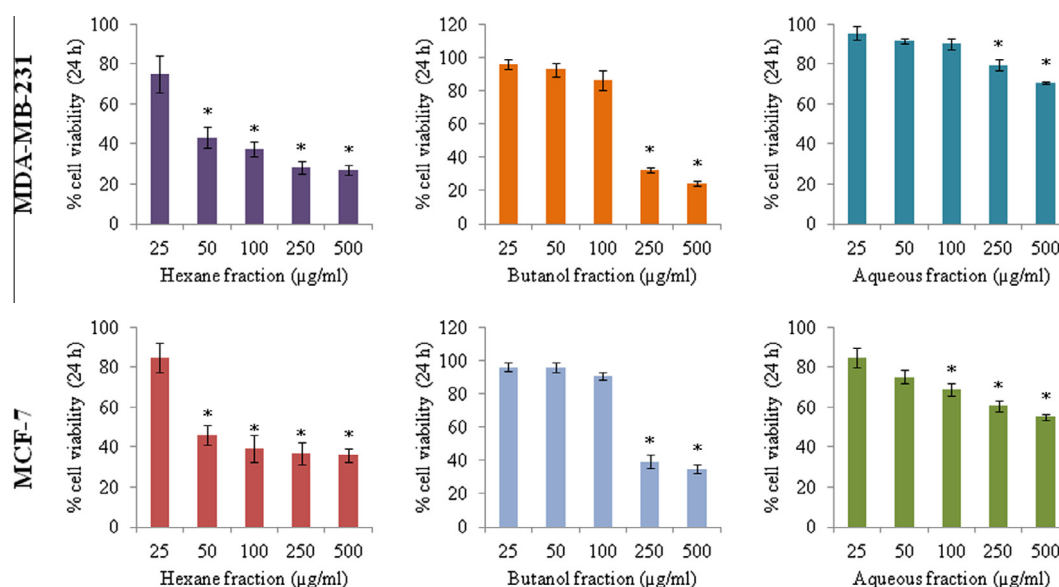 MDA-MB-231
% cell viability (24 h)
100
80
60
40
20
0
*
*
*
*
25 50 100 250 500
Hexane fraction (µg/ml)
% cell viability (24 h)
120
100
80
60
40
20
0
*
*
25 50 100 250 500
Butanol fraction (µg/ml)
% cell viability (24 h)
100
80
60
40
20
0
*
*
25 50 100 250 500
Aqueous fraction (µg/ml)
MCF-7
% cell viability (24 h)
100
80
60
40
20
0
*
*
*
*
25 50 100 250 500
Hexane fraction (µg/ml)
% cell viability (24 h)
120
100
80
60
40
20
0
*
*
25 50 100 250 500
Butanol fraction (µg/ml)
% cell viability (24 h)
100
80
60
40
20
0
*
*
*
25 50 100 250 500
Aqueous fraction (µg/ml)